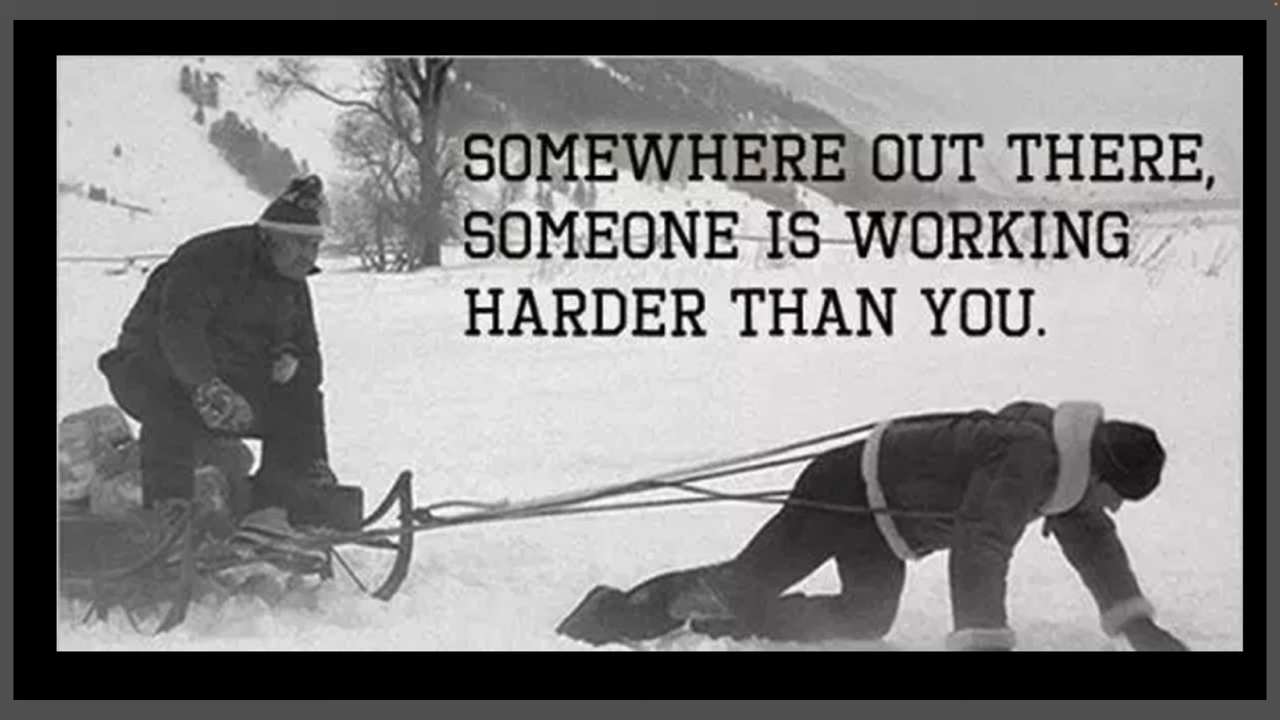 SOMEWHERE OUT THERE,
SOMEONE IS WORKING
HARDER THAN YOU.